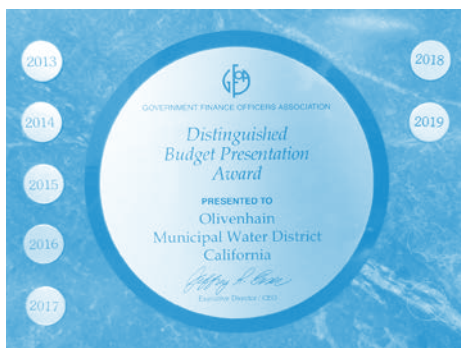 2013
2014
2015
2016
2017
2018
2019
GOVERNMENT FINANCE OFFICERS ASSOCIATION
Distinguished
Budget Presentation
Award
PRESENTED TO
Olivenhain
Municipal Water District
California
Executive Director / CEO